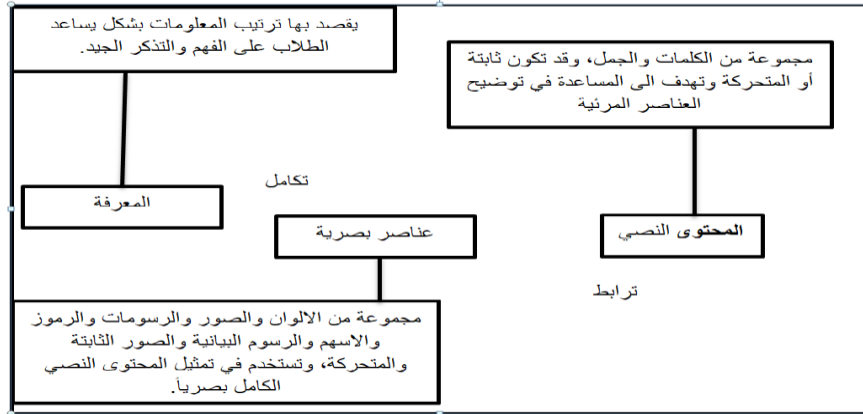 يقصد بها ترتيب المعلومات بشكل يساعد
الطلاب على الفهم والتذكر الجيد.
مجموعة من الكلمات والجمل، وقد تكون ثابتة
أو المتحركة وتهدف الى المساعدة في توضيح
العناصر المرئية
تكامل
المعرفة
عناصر بصرية
المحتوى النصي
ترابط
مجموعة من الالوان والصور والرسومات والرموز
والاسهم والرسوم البيانية والصور الثابتة
والمتحركة، وتستخدم في تمثيل المحتوى النصي
الكامل بصرياً.